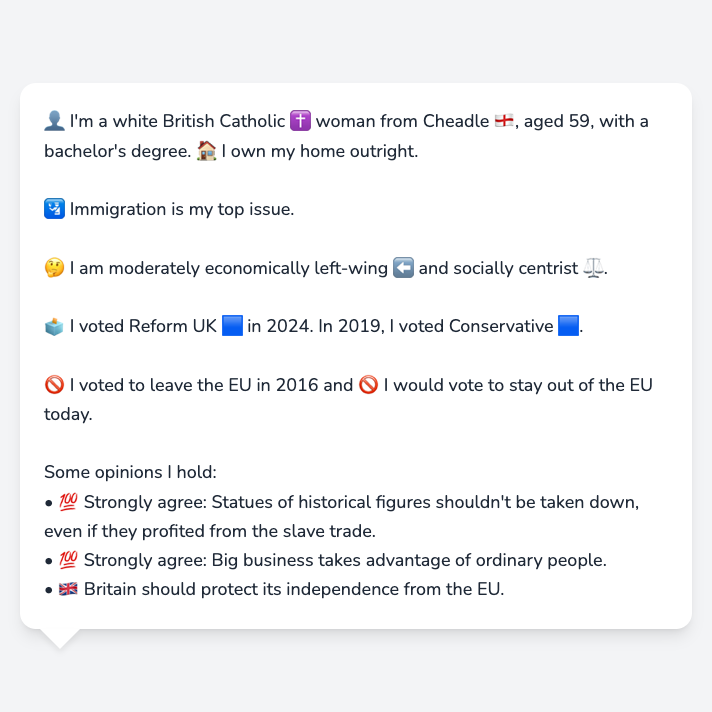 👤 I'm a white British Catholic ✝️ woman from Cheadle 🏴󠁧󠁢󠁥󠁮󠁧󠁿, aged 59, with a
bachelor's degree. 🏠 I own my home outright.
🛂 Immigration is my top issue.
🤔 I am moderately economically left-wing ⬅️ and socially centrist ⚖️.
🗳️ I voted Reform UK 🟦 in 2024. In 2019, I voted Conservative 🟦.
🚫 I voted to leave the EU in 2016 and 🚫 I would vote to stay out of the EU
today.
Some opinions I hold:
• 💯 Strongly agree: Statues of historical figures shouldn't be taken down,
even if they profited from the slave trade.
• 💯 Strongly agree: Big business takes advantage of ordinary people.
• 🇬🇧 Britain should protect its independence from the EU.